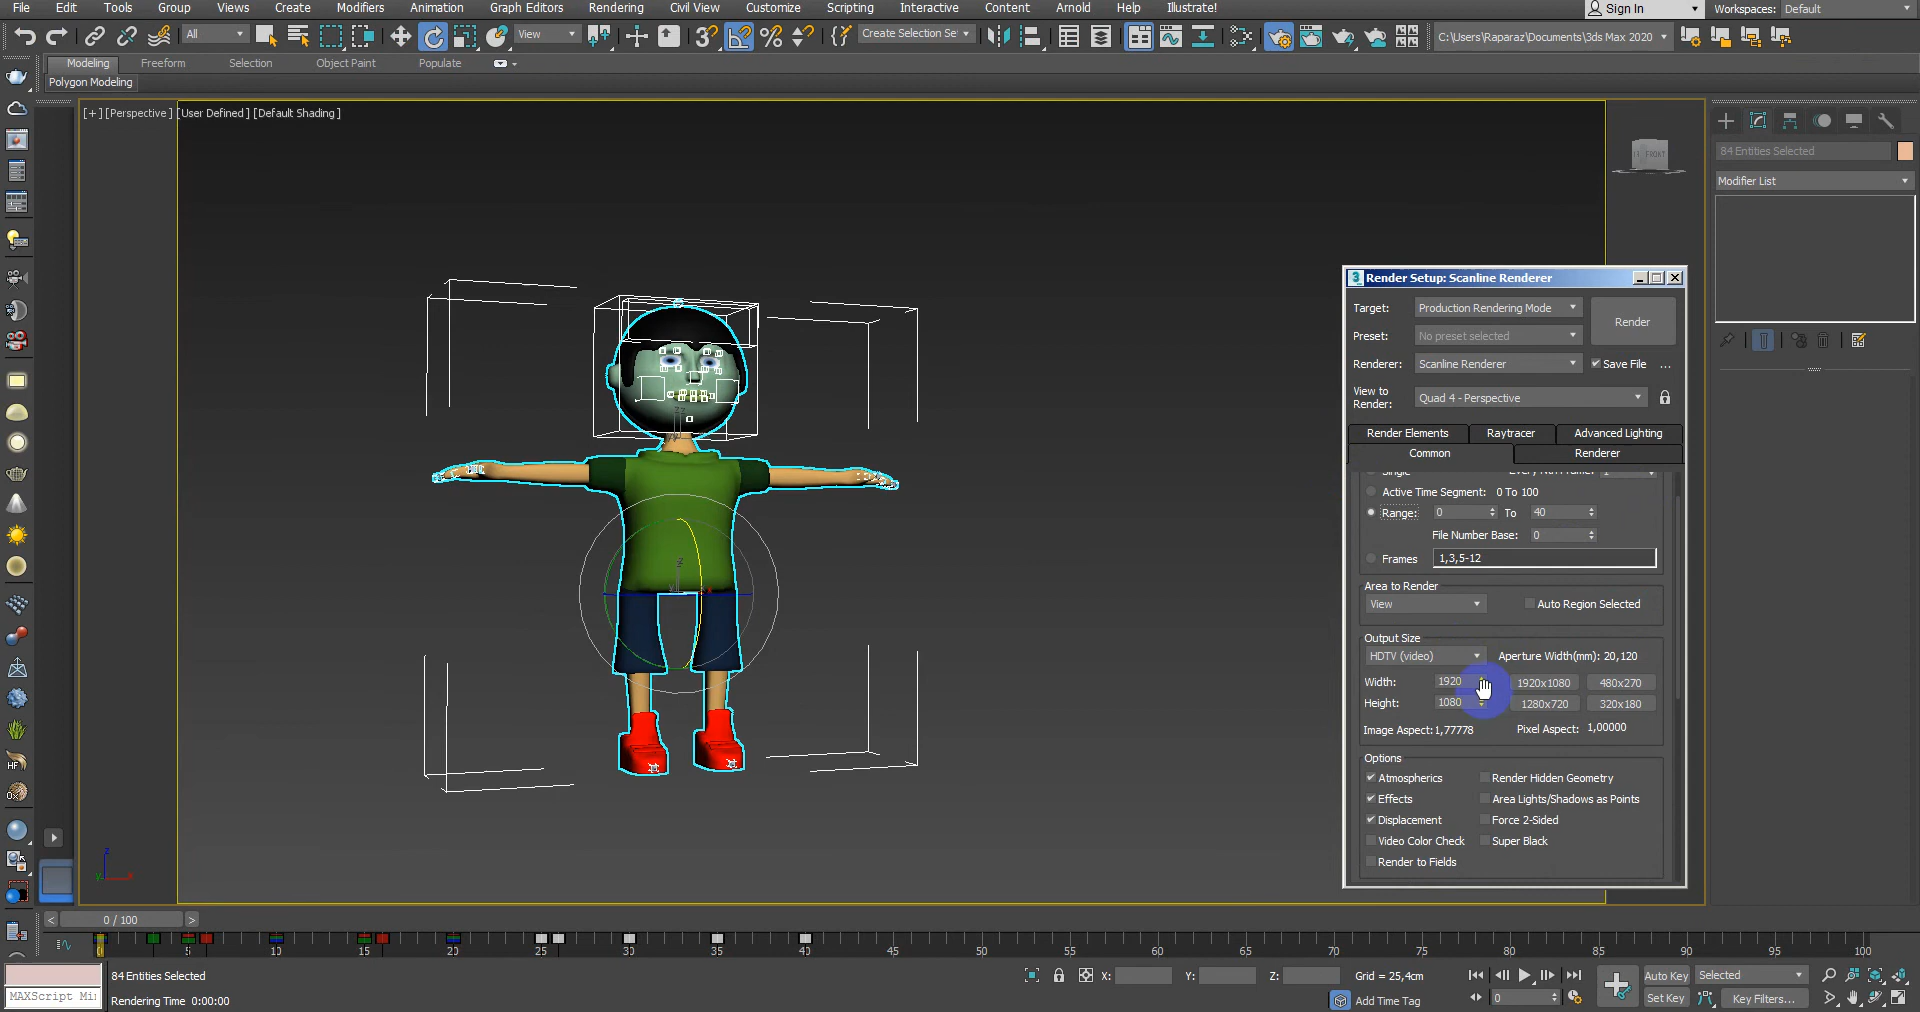 File Edit Tools Group Views Create Modifiers Animation Graph Editors Rendering Civil View Customize Scripting Interactive Content Arnold Help Illustrate! Sign In Workspaces: Default
All View Create Selection Se C:\Users\Raparaz\Documents\3ds Max 2020
Modeling Freeform Selection Object Paint Populate
Polygon Modeling
[+] [Perspective ] [User Defined ] [Default Shading ]
FRONT
84 Entities Selected
Modifier List
3 Render Setup: Scanline Renderer
Target: Production Rendering Mode Render
Preset: No preset selected
Renderer: Scanline Renderer Save File ...
View to Render: Quad 4 - Perspective
Render Elements Raytracer Advanced Lighting
Common Renderer
Single Every Nth Frame: 1
Active Time Segment: 0 To 100
Range: 0 To 40
File Number Base: 0
Frames 1,3,5-12
Area to Render
View Auto Region Selected
Output Size
HDTV (video) Aperture Width(mm): 20,120
Width: 1920 1920x1080 480x270
Height: 1080 1280x720 320x180
Image Aspect: 1,77778 Pixel Aspect: 1,00000
Options
Atmospherics Render Hidden Geometry
Effects Area Lights/Shadows as Points
Displacement Force 2-Sided
Video Color Check Super Black
Render to Fields
z
x
< 0 / 100 >
0 5 10 15 20 25 30 35 40 45 50 55 60 65 70 75 80 85 90 95 100
84 Entities Selected X: Y: Z: Grid = 25,4cm Auto Key Selected
MAXScript Mi Rendering Time 0:00:00 Add Time Tag 0 Set Key Key Filters...